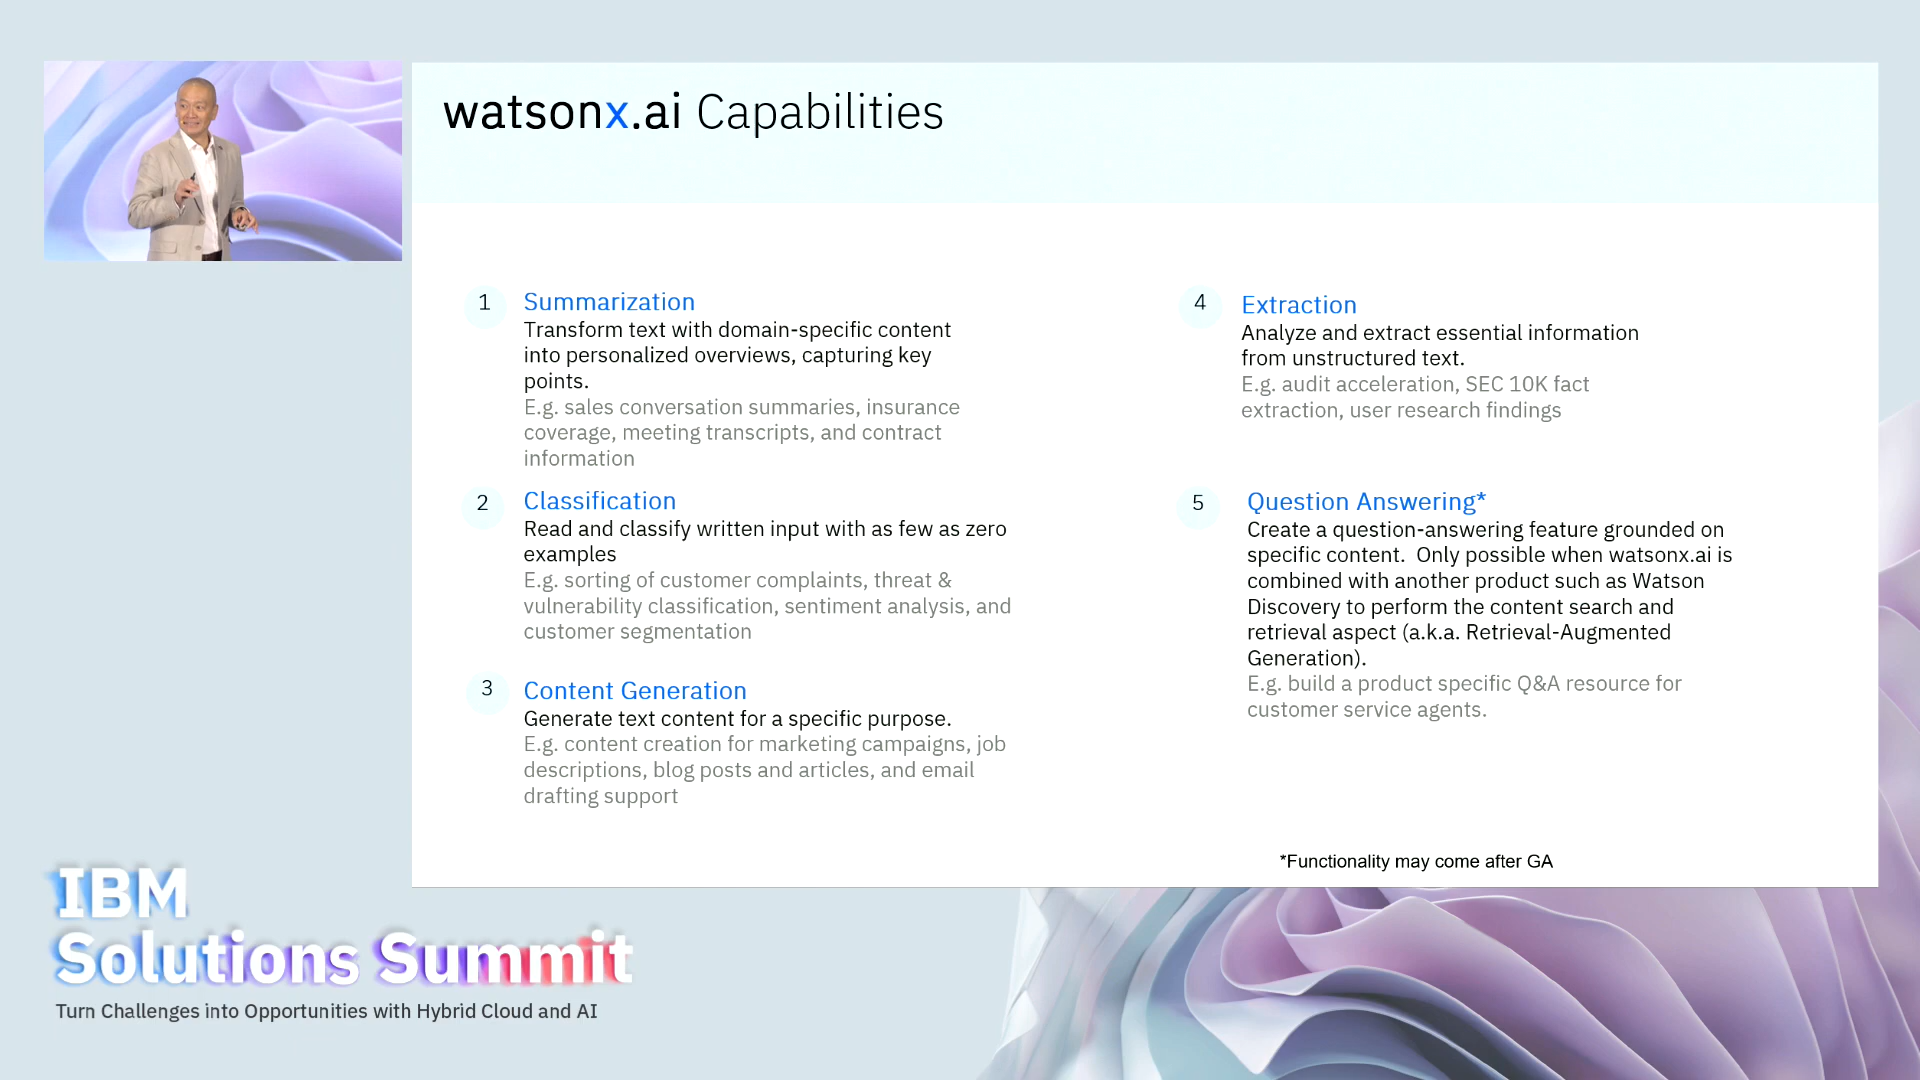 watsonx.ai Capabilities
1
Summarization
Transform text with domain-specific content
into personalized overviews, capturing key
points.
E.g. sales conversation summaries, insurance
coverage, meeting transcripts, and contract
information
2
Classification
Read and classify written input with as few as zero
examples
E.g. sorting of customer complaints, threat &
vulnerability classification, sentiment analysis, and
customer segmentation
3
Content Generation
Generate text content for a specific purpose.
E.g. content creation for marketing campaigns, job
descriptions, blog posts and articles, and email
drafting support
4
Extraction
Analyze and extract essential information
from unstructured text.
E.g. audit acceleration, SEC 10K fact
extraction, user research findings
5
Question Answering*
Create a question-answering feature grounded on
specific content.  Only possible when watsonx.ai is
combined with another product such as Watson
Discovery to perform the content search and
retrieval aspect (a.k.a. Retrieval-Augmented
Generation).
E.g. build a product specific Q&A resource for
customer service agents.
*Functionality may come after GA
IBM
Solutions Summit
Turn Challenges into Opportunities with Hybrid Cloud and AI